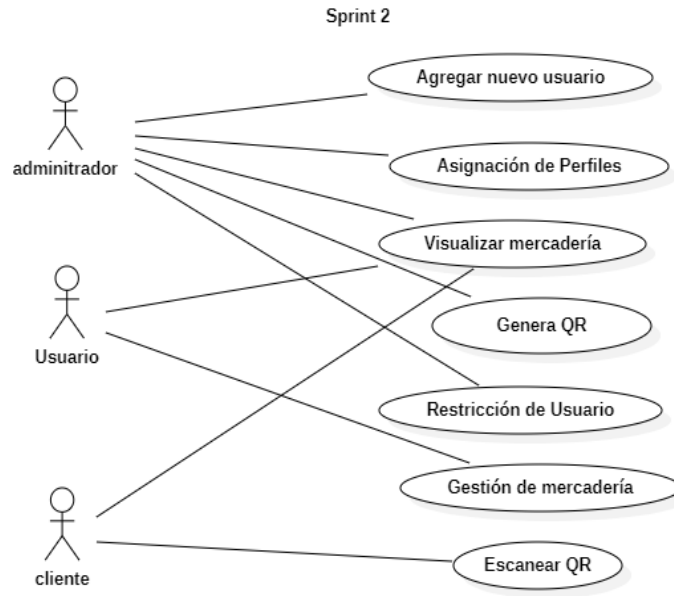 Sprint 2
Agregar nuevo usuario
adminitrador
Asignación de Perfiles
Visualizar mercadería
Usuario
Genera QR
Restricción de Usuario
Gestión de mercadería
cliente
Escanear QR